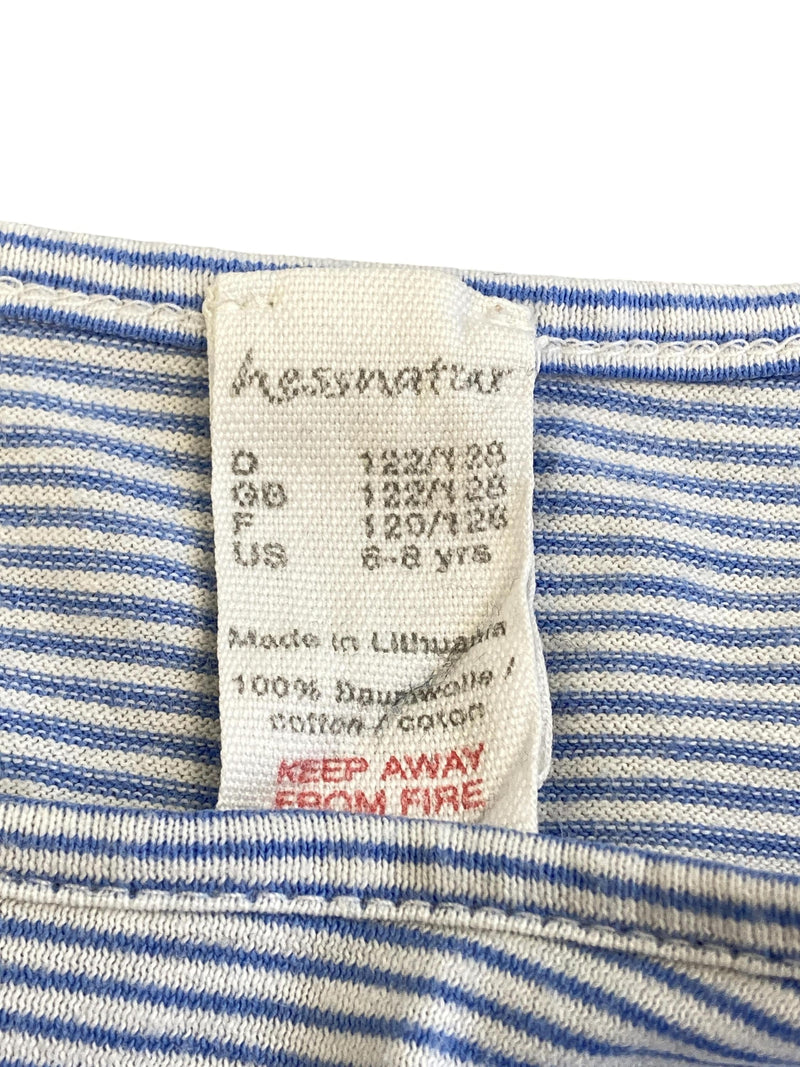 hessnatur
D 122/128
GB 122/128
F 120/126
US 6-8 yrs
Made in Lithuania
100% Baumwolle /
cotton / coton
KEEP AWAY
FROM FIRE